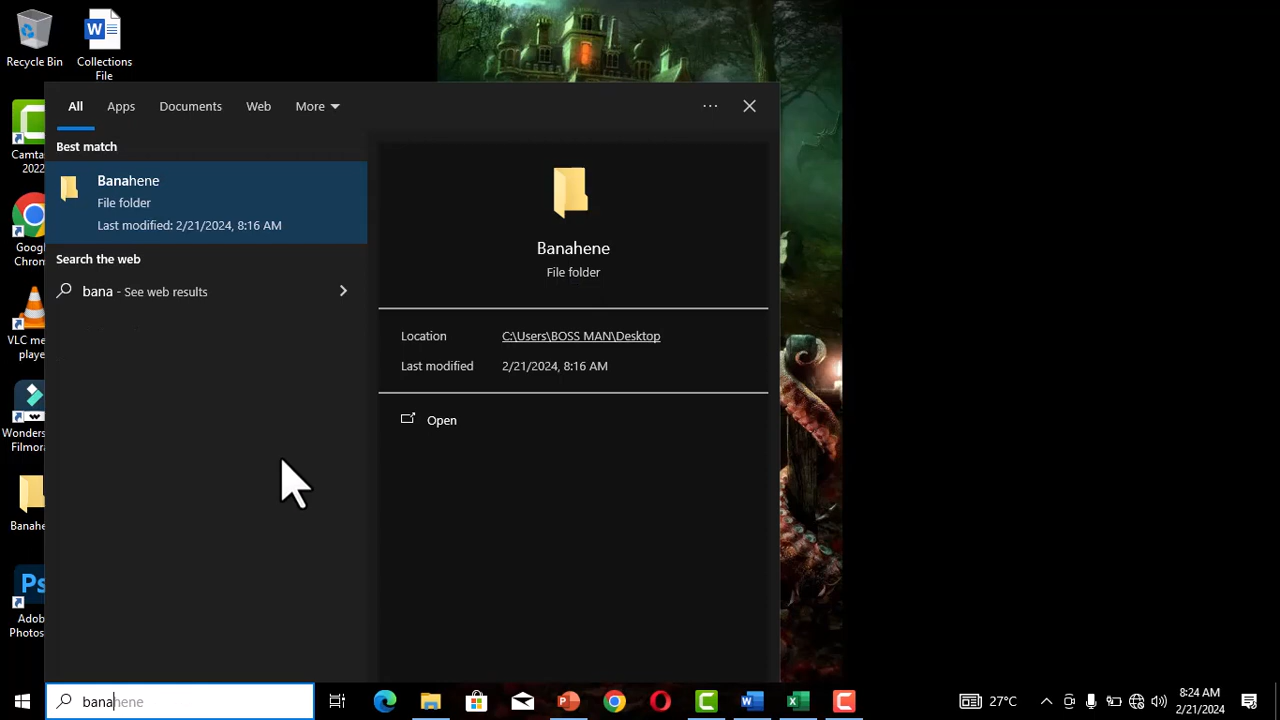 Recycle Bin
Collections File
Camta
2022
Google
Chrom
VLC me
player
Wonders
Filmora
Banahe
Ps
Adobe
Photos
All Apps Documents Web More
Best match
Banahene
File folder
Last modified: 2/21/2024, 8:16 AM
Search the web
bana - See web results
Banahene
File folder
Location C:\Users\BOSS MAN\Desktop
Last modified 2/21/2024, 8:16 AM
Open
banahene
27°C
8:24 AM
2/21/2024